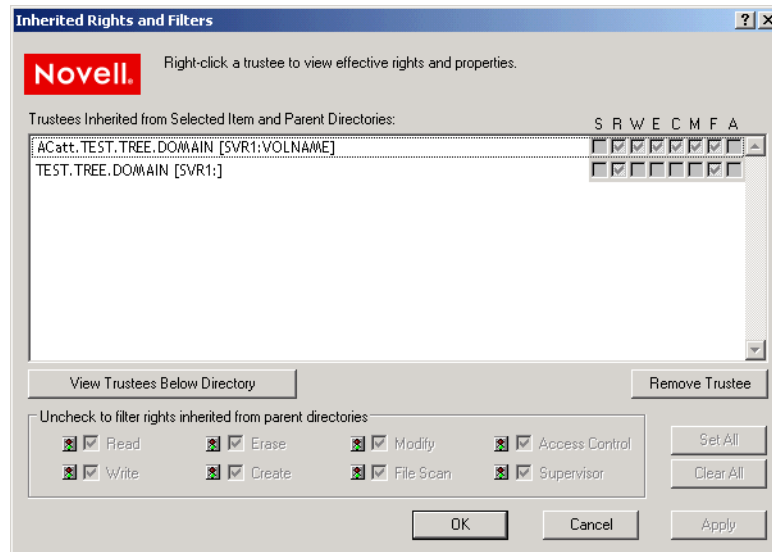 Inherited Rights and Filters
Novell.
Right-click a trustee to view effective rights and properties.
Trustees Inherited from Selected Item and Parent Directories:
S R W E C M F A
ACatt.TEST.TREE.DOMAIN [SVR1:VOLNAME]
TEST.TREE.DOMAIN [SVR1:]
View Trustees Below Directory
Remove Trustee
Uncheck to filter rights inherited from parent directories
Read Erase Modify Access Control
Set All
Write Create File Scan Supervisor
Clear All
OK Cancel Apply